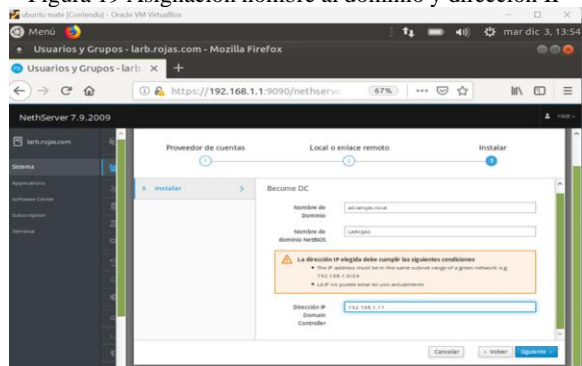 Figura 19 Asignación nombre al dominio y dirección IP
ubuntu mate [Corriendo] - Oracle VM VirtualBox
Menú
mar dic 3, 13:54
Usuarios y Grupos - larb.rojas.com - Mozilla Firefox
Usuarios y Grupos - larb.
https://192.168.1.1:9090/nethserve
67%
NethServer 7.9.2009
larb.rojas.com
Proveedor de cuentas
Local o enlace remoto
Instalar
1
2
3
Sistema
Applications
Software Center
Subscription
Terminal
Instalar
Become DC
Nombre de Dominio
Nombre de dominio NetBIOS
LAROJAS
La dirección IP elegida debe cumplir las siguientes condiciones
The IP address must be in the same subnet range of a green network: e.g.
192.168.1.0/24
La IP no puede estar en uso actualmente
Dirección IP Domain Controller
192.168.1.11
Cancelar
< Volver
Siguiente >